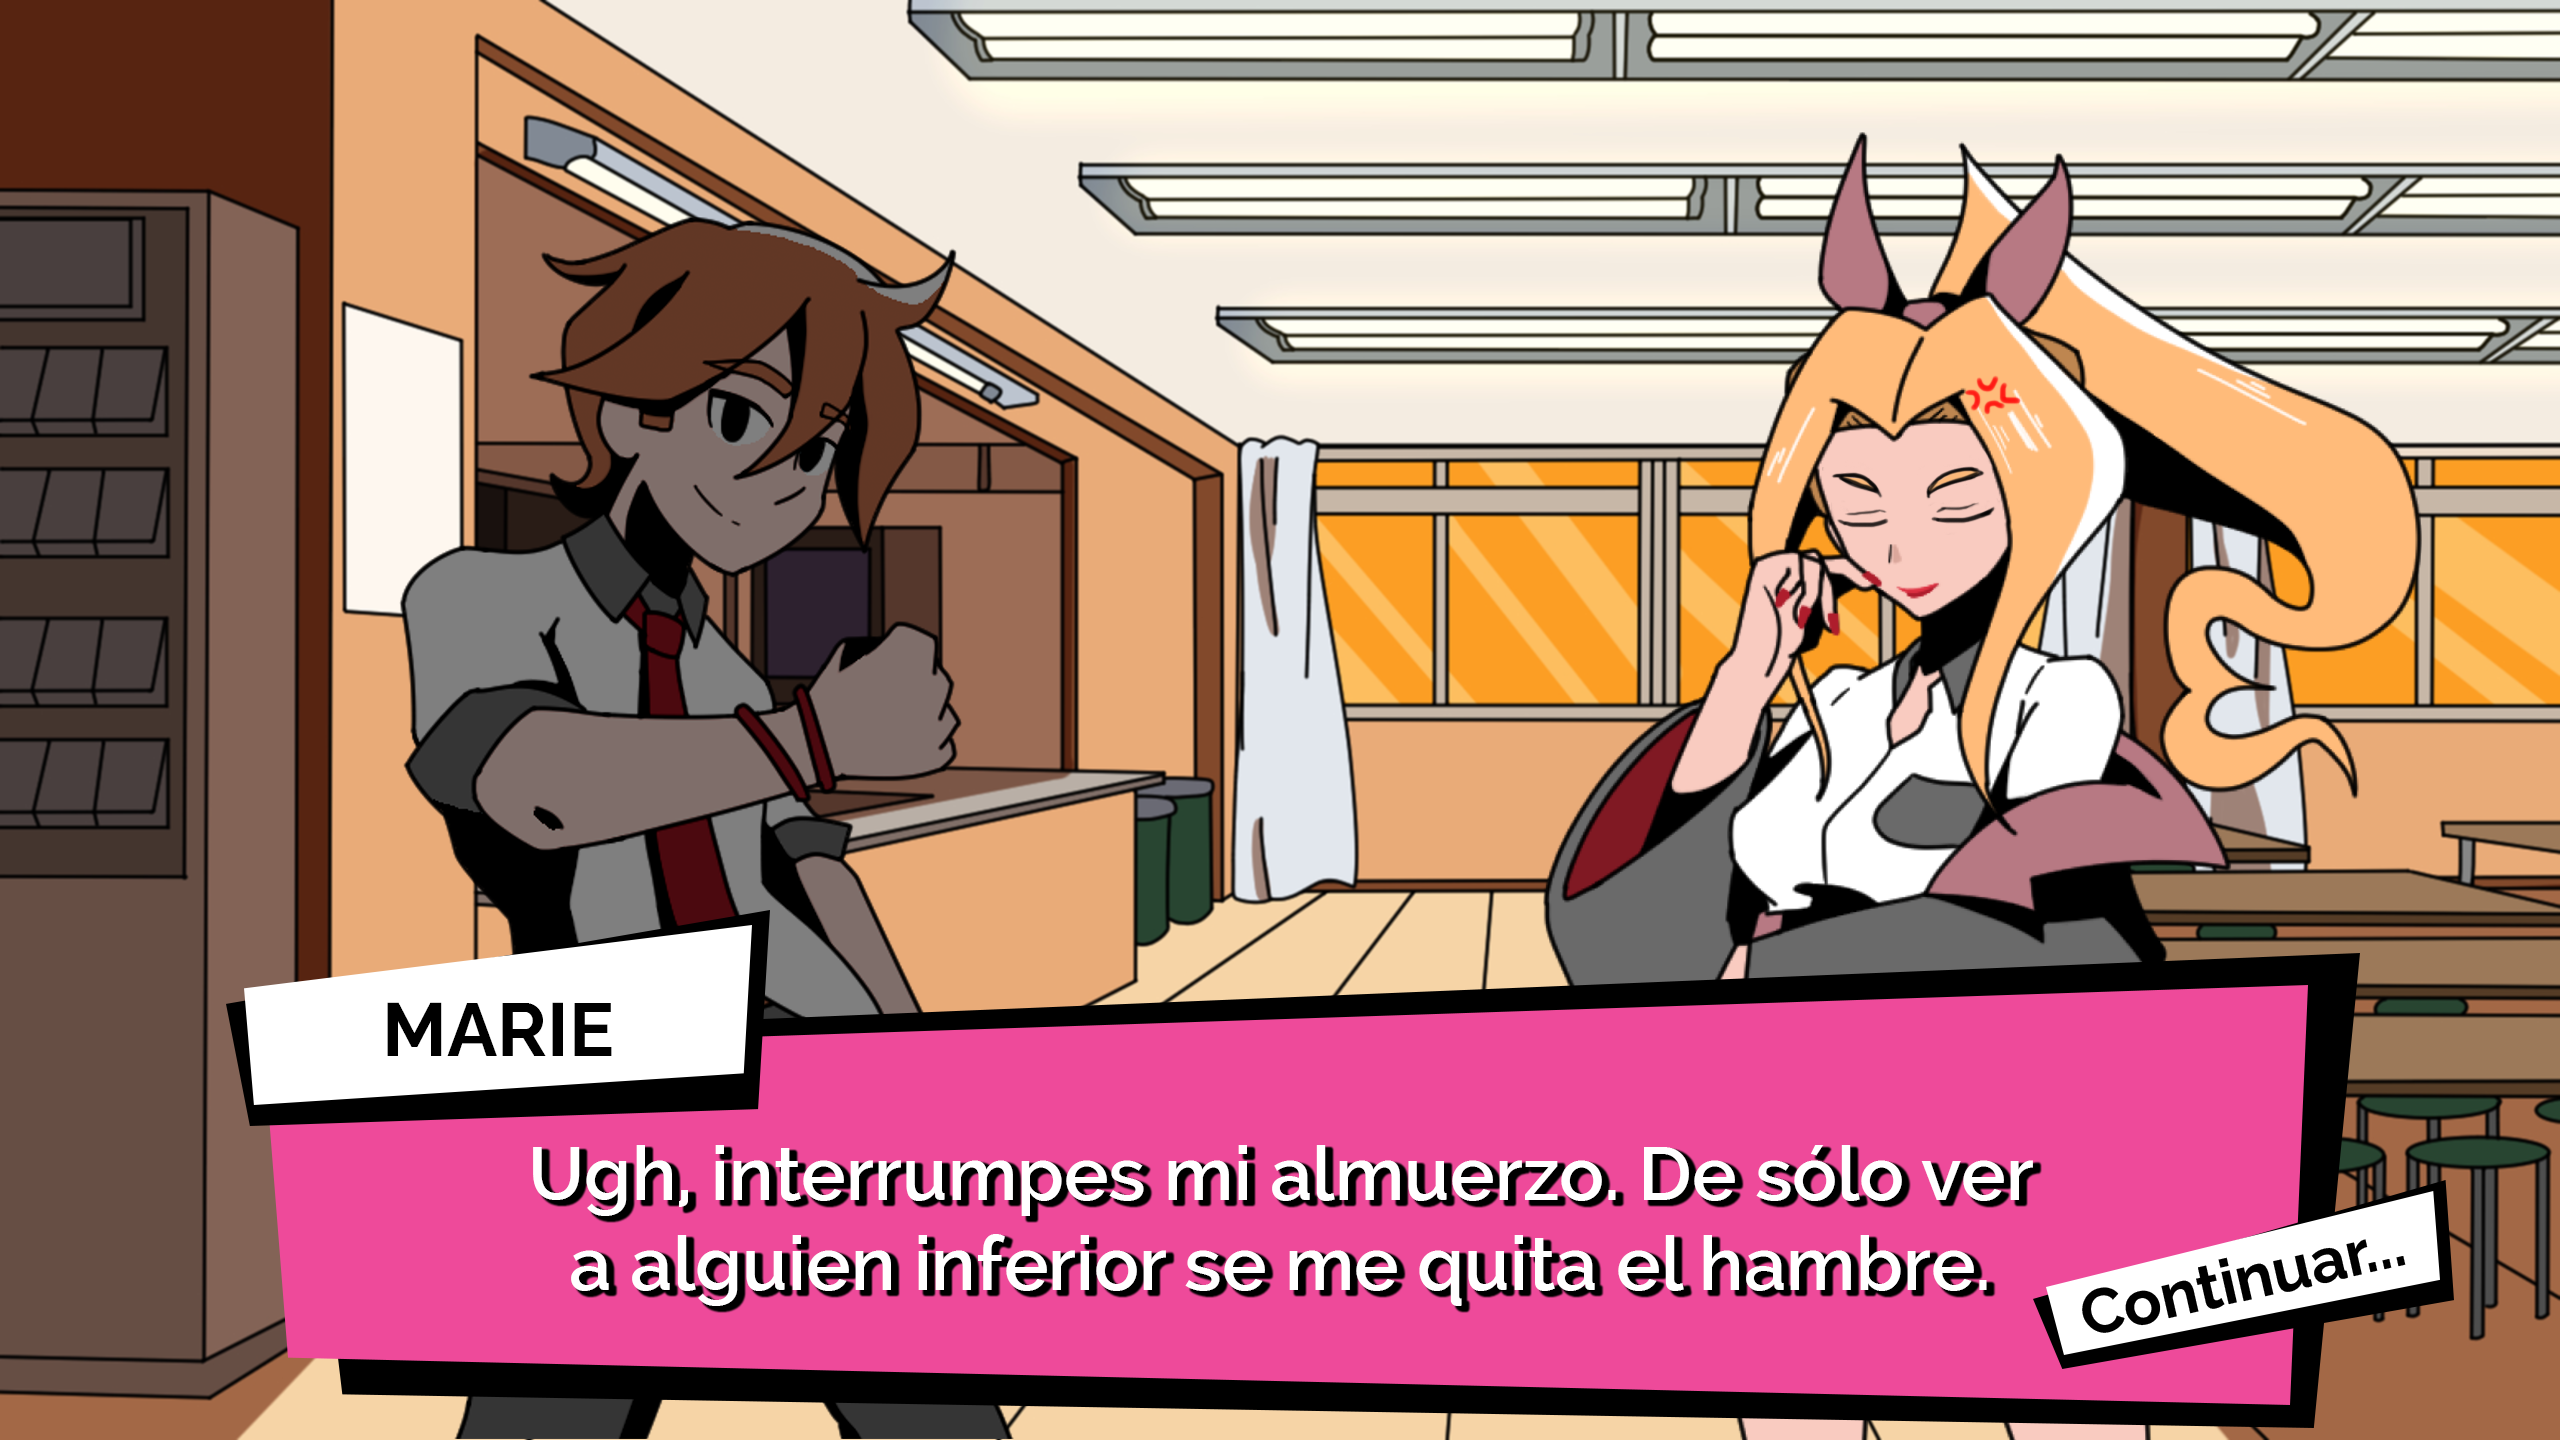 MARIE
Ugh, interrumpes mi almuerzo. De sólo ver
a alguien inferior se me quita el hambre.
Continuar...